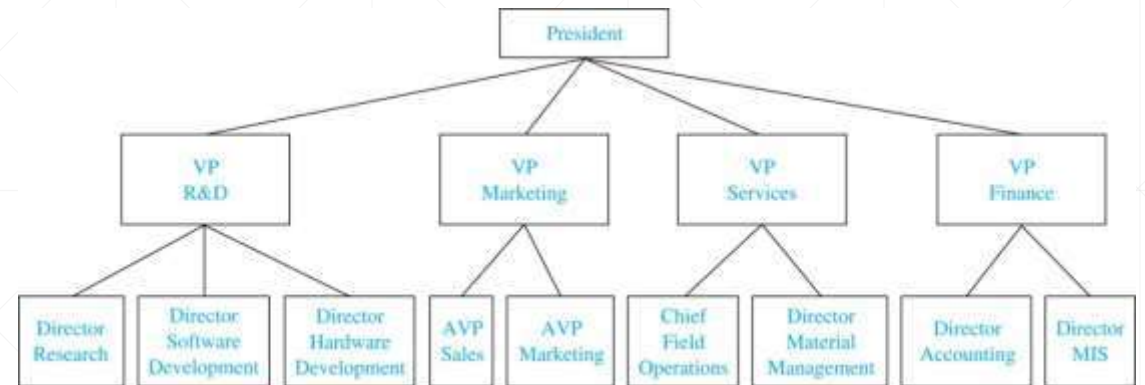 President
VP
R&D
VP
Marketing
VP
Services
VP
Finance
Director
Research
Director
Software
Development
Director
Hardware
Development
AVP
Sales
AVP
Marketing
Chief
Field
Operations
Director
Material
Management
Director
Accounting
Director
MIS